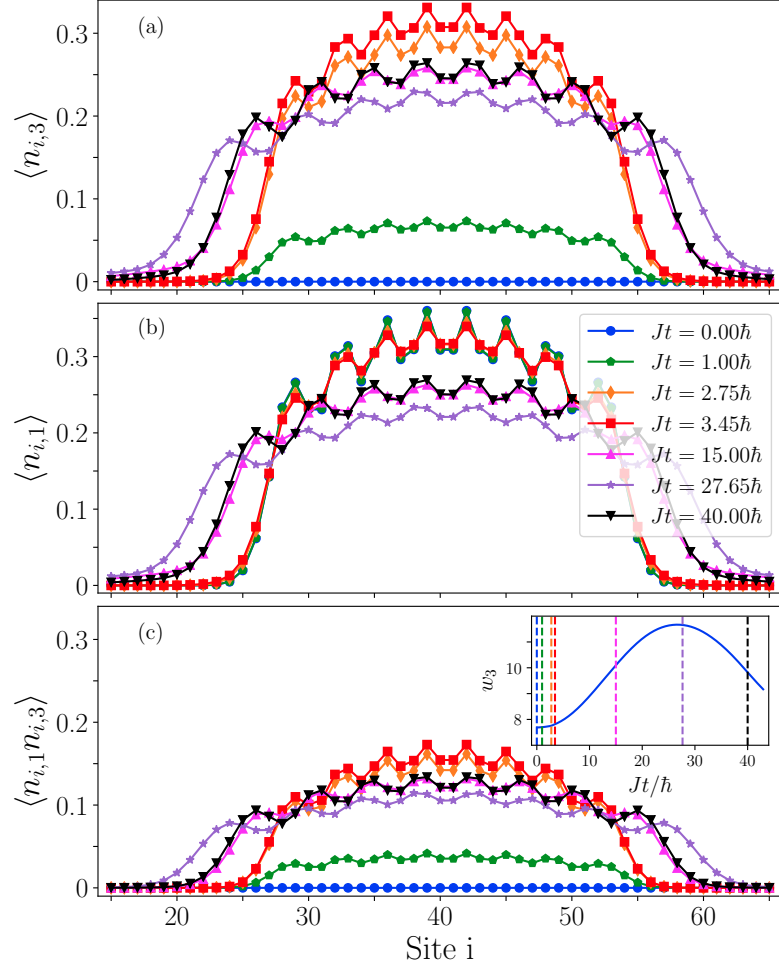 (a)
⟨n_{i,3}⟩
0.3
0.2
0.1
0
(b)
⟨n_{i,1}⟩
0.3
0.2
0.1
0
Jt = 0.00ħ
Jt = 1.00ħ
Jt = 2.75ħ
Jt = 3.45ħ
Jt = 15.00ħ
Jt = 27.65ħ
Jt = 40.00ħ
(c)
⟨n_{i,1}n_{i,3}⟩
0.3
0.2
0.1
0
w_3
10
8
0 10 20 30 40
Jt/ħ
20 30 40 50 60
Site i